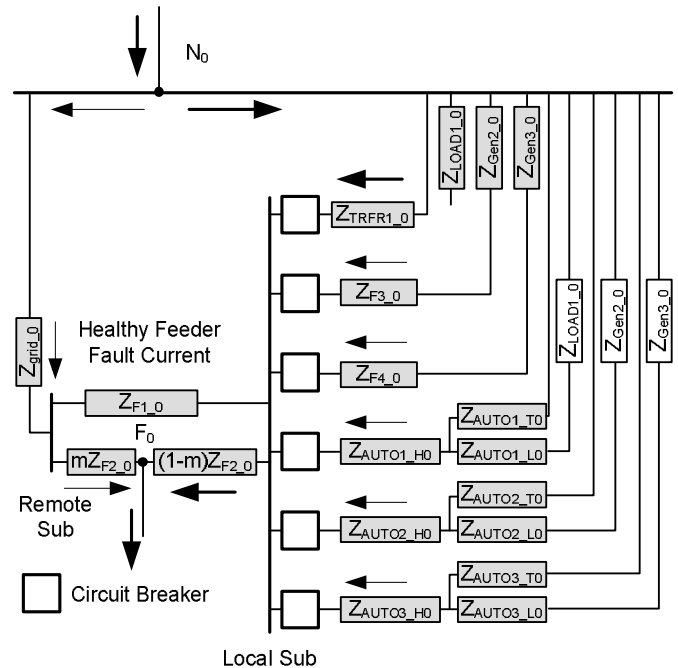 N0
ZLOAD1_0
ZGen2_0
ZGen3_0
ZTRFR1_0
ZF3_0
ZLOAD1_0
ZGen2_0
ZGen3_0
Zgrid_0
Healthy Feeder
Fault Current
ZF4_0
ZF1_0
F0
ZAUTO1_T0
ZAUTO1_H0
ZAUTO1_L0
mZF2_0
(1-m)ZF2_0
Remote
Sub
ZAUTO2_T0
ZAUTO2_H0
ZAUTO2_L0
Circuit Breaker
ZAUTO3_T0
ZAUTO3_H0
ZAUTO3_L0
Local Sub